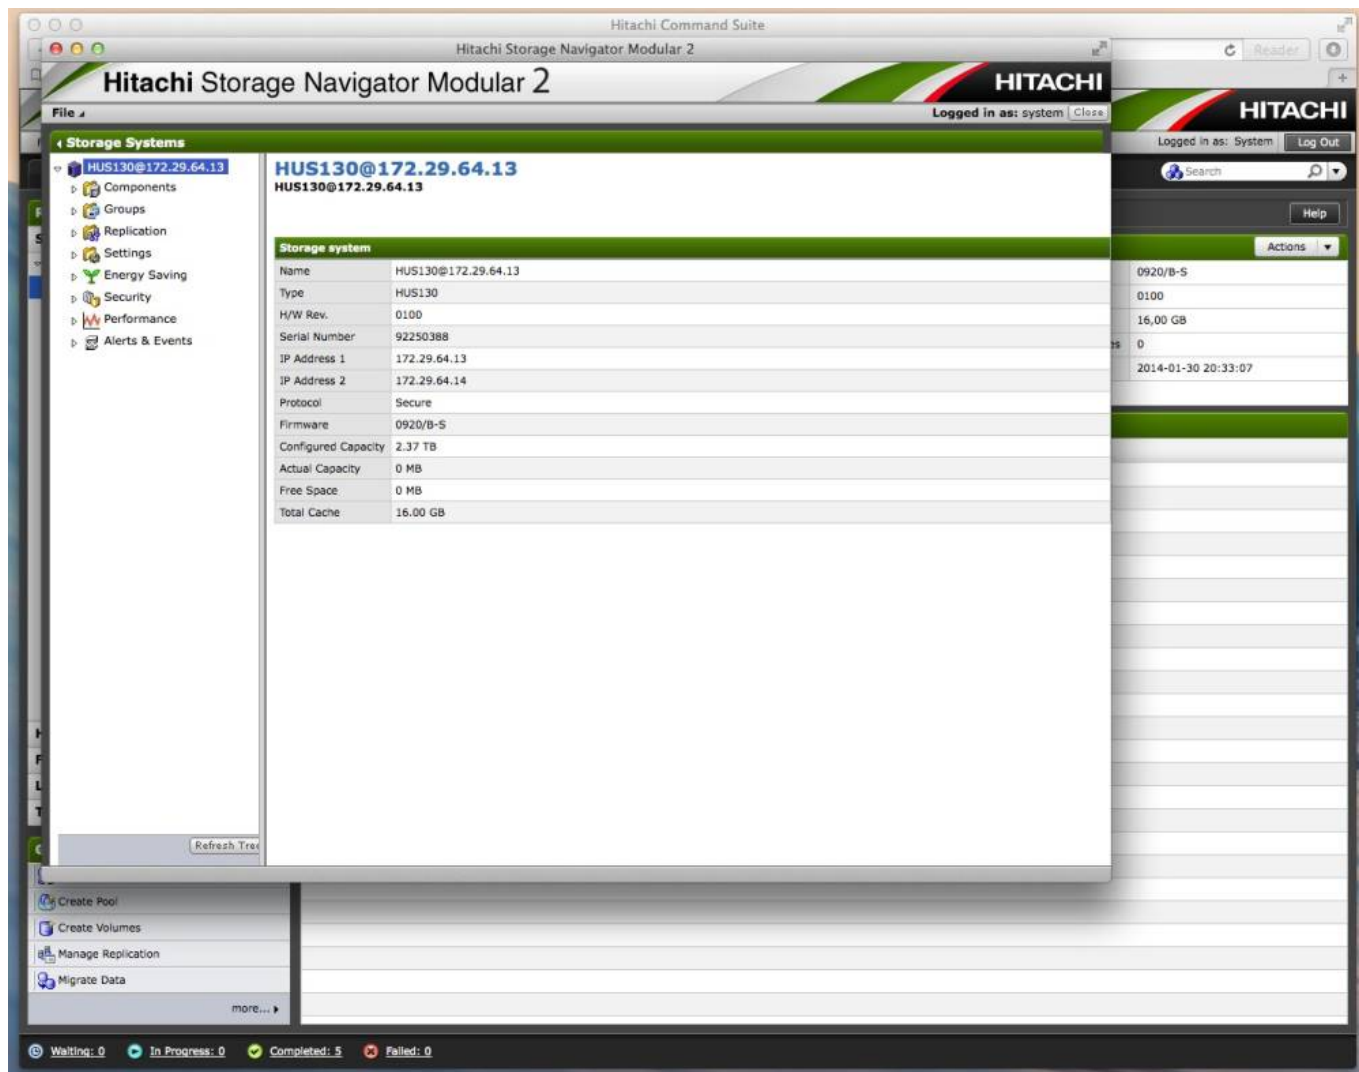 Hitachi Command Suite
Hitachi Storage Navigator Modular 2
Reader
Hitachi Storage Navigator Modular 2
HITACHI
HITACHI
File
Logged in as: system Close
Logged in as: System Log Out
Storage Systems
Search
HUS130@172.29.64.13
Components
Groups
Replication
Settings
Energy Saving
Security
Performance
Alerts & Events
Refresh
HUS130@172.29.64.13
HUS130@172.29.64.13
Storage system
Name HUS130@172.29.64.13
Type HUS130
H/W Rev. 0100
Serial Number 92250388
IP Address 1 172.29.64.13
IP Address 2 172.29.64.14
Protocol Secure
Firmware 0920/B-S
Configured Capacity 2.37 TB
Actual Capacity 0 MB
Free Space 0 MB
Total Cache 16.00 GB
Help
Actions
0920/B-S
0100
16,00 GB
0
2014-01-30 20:33:07
Create Pool
Create Volumes
Manage Replication
Migrate Data
more...
Waiting: 0 In Progress: 0 Completed: 5 Failed: 0